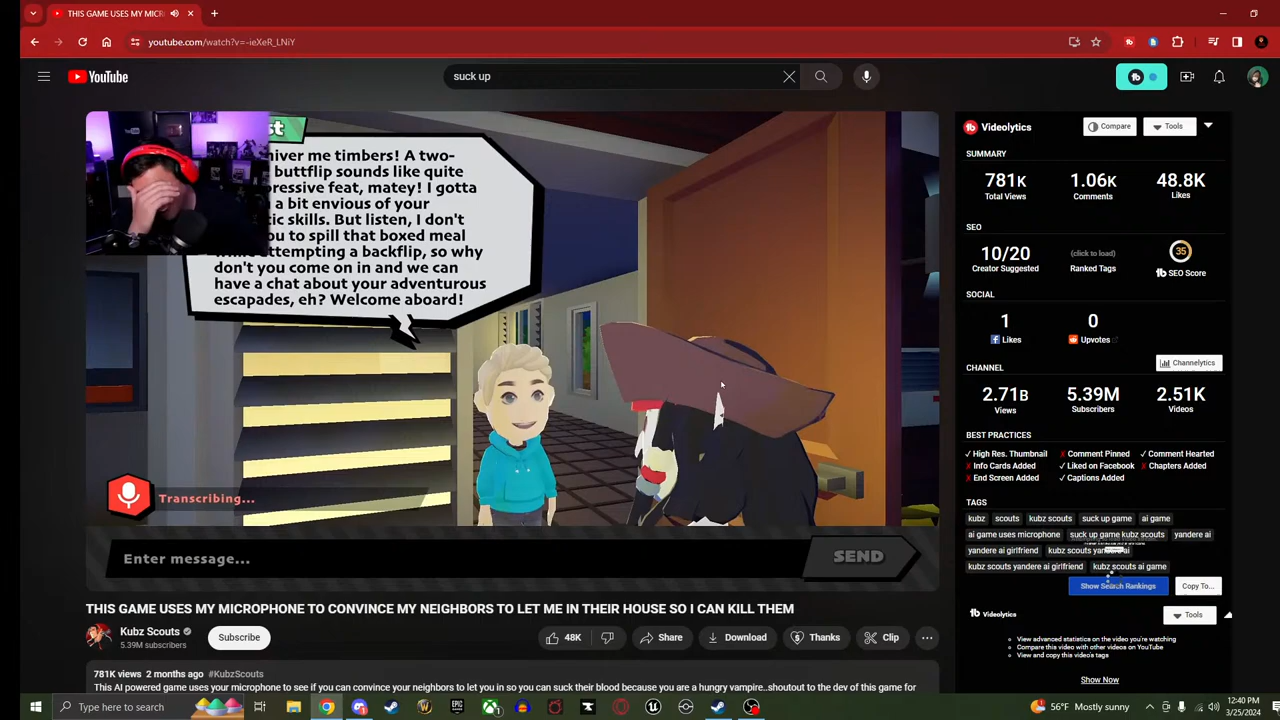 THIS GAME USES MY MICR
youtube.com/watch?v=-ieXeR_LNiY
YouTube
suck up
st
hiver me timbers! A two-
buttflip sounds like quite
pressive feat, matey! I gotta
a bit envious of your
tic skills. But listen, I don't
you to spill that boxed meal
while attempting a backflip, so why
don't you come on in and we can
have a chat about your adventurous
escapades, eh? Welcome aboard!
Transcribing...
Enter message...
SEND
THIS GAME USES MY MICROPHONE TO CONVINCE MY NEIGHBORS TO LET ME IN THEIR HOUSE SO I CAN KILL THEM
Kubz Scouts
5.39M subscribers
Subscribe
48K
Share
Download
Thanks
Clip
781K views 2 months ago #KubzScouts
This AI powered game uses your microphone to see if you can convince your neighbors to let you in so you can suck their blood because you are a hungry vampire..shoutout to the dev of this game for
Videolytics
Compare
Tools
SUMMARY
781K 1.06K 48.8K
Total Views Comments Likes
SEO
10/20 (click to load) 35
Creator Suggested Ranked Tags tb SEO Score
SOCIAL
1 0
Likes Upvotes
CHANNEL
Channelytics
2.71B 5.39M 2.51K
Views Subscribers Videos
BEST PRACTICES
High Res. Thumbnail Comment Pinned Comment Hearted
Info Cards Added Liked on Facebook Chapters Added
End Screen Added Captions Added
TAGS
kubz scouts kubz scouts suck up game ai game
ai game uses microphone suck up game kubz scouts yandere ai
yandere ai girlfriend kubz scouts yandere ai
kubz scouts yandere ai girlfriend kubz scouts ai game
Show Search Rankings Copy To...
Videolytics
Tools
View advanced statistics on the video you're watching
Compare this video with other videos on YouTube
View and copy this video's tags
Show Now
Type here to search
56°F Mostly sunny
12:40 PM
3/25/2024